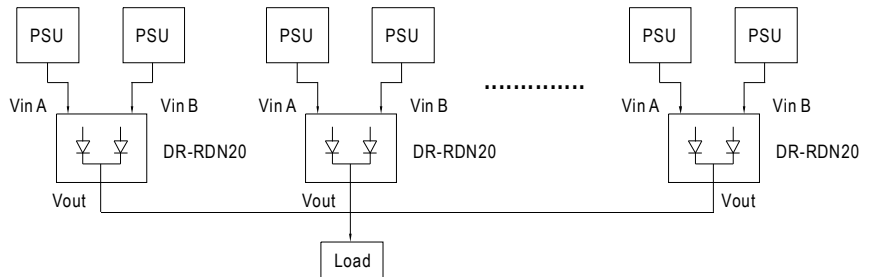 PSU PSU PSU PSU PSU PSU
Vin A Vin B Vin A Vin B Vin A Vin B
DR-RDN20 DR-RDN20 DR-RDN20
Vout Vout Vout
Load